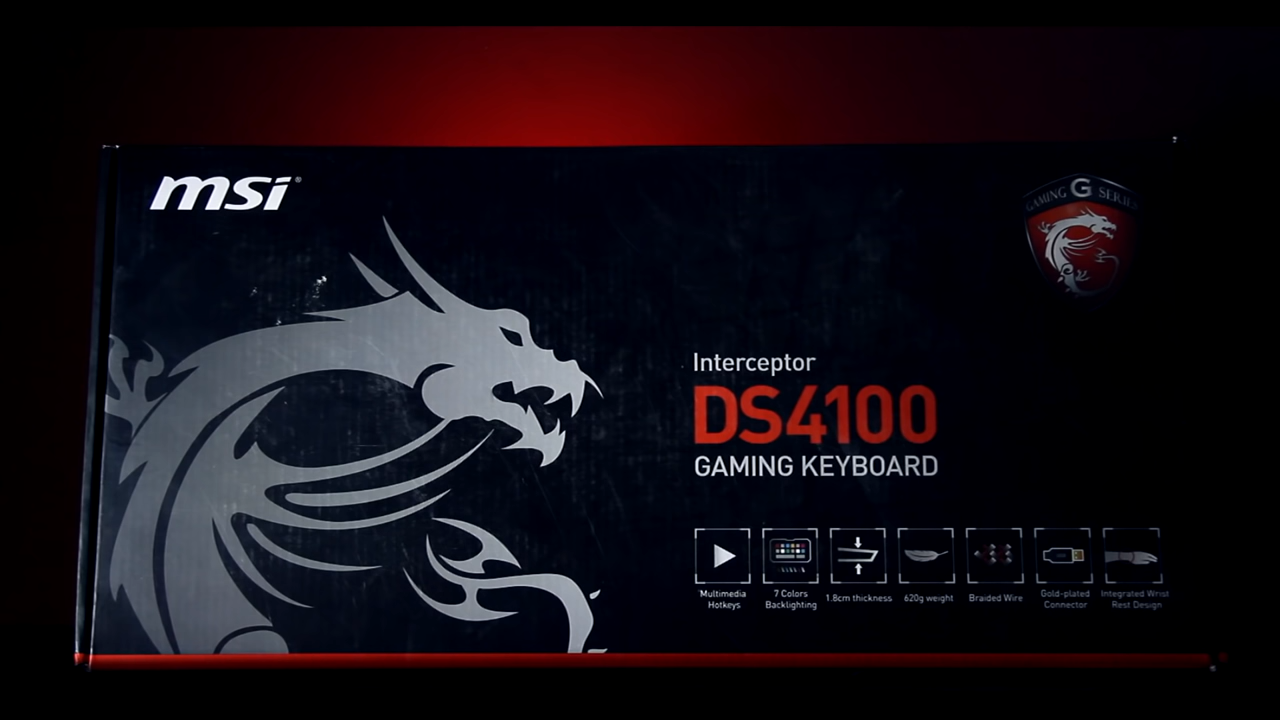 msi®
GAMING G SERIES
Interceptor
DS4100
GAMING KEYBOARD
Multimedia
Hotkeys
7 Colors
Backlighting
1.8cm thickness
620g weight
Braided Wire
Gold-plated
Connector
Integrated Wrist
Rest Design